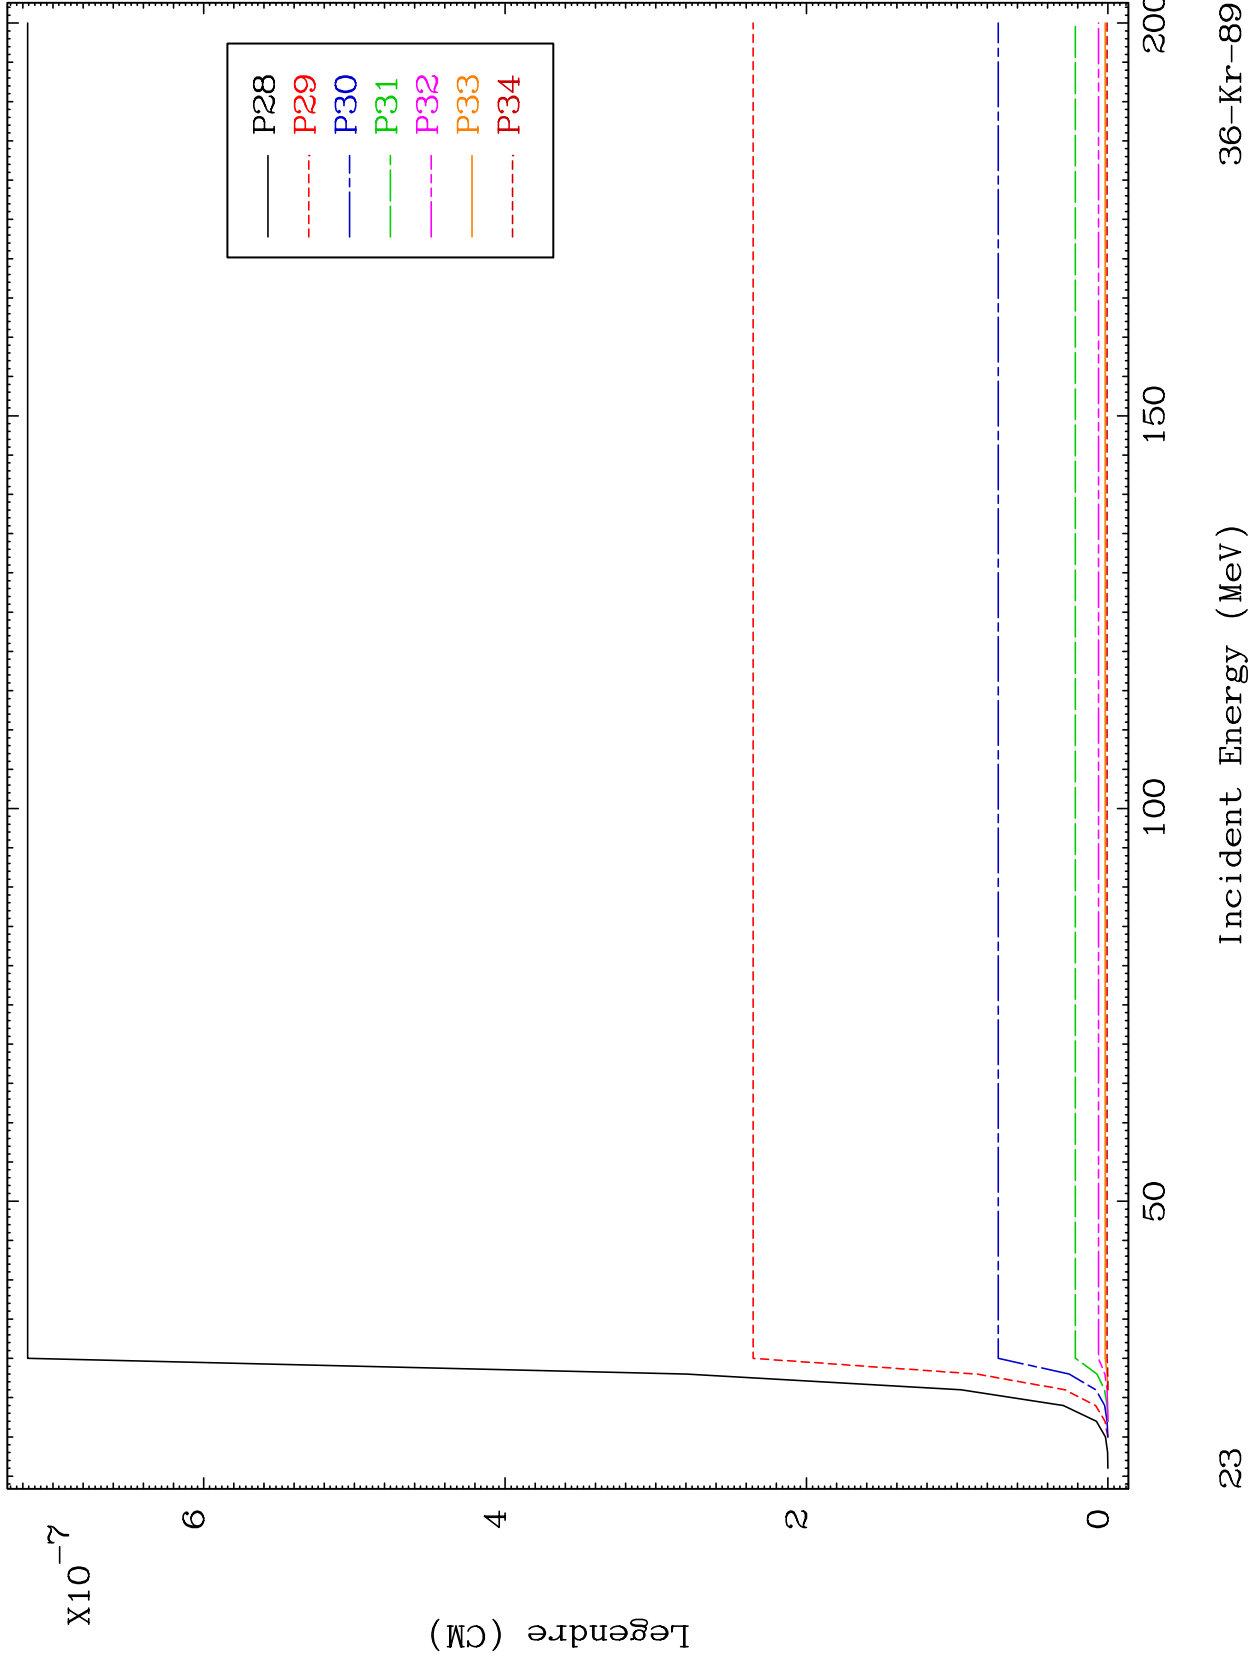 X10-7
Legendre (CM)
6
4
2
0
P28
P29
P30
P31
P32
P33
P34
50
100
150
200
Incident Energy (MeV)
23
36-Kr-89